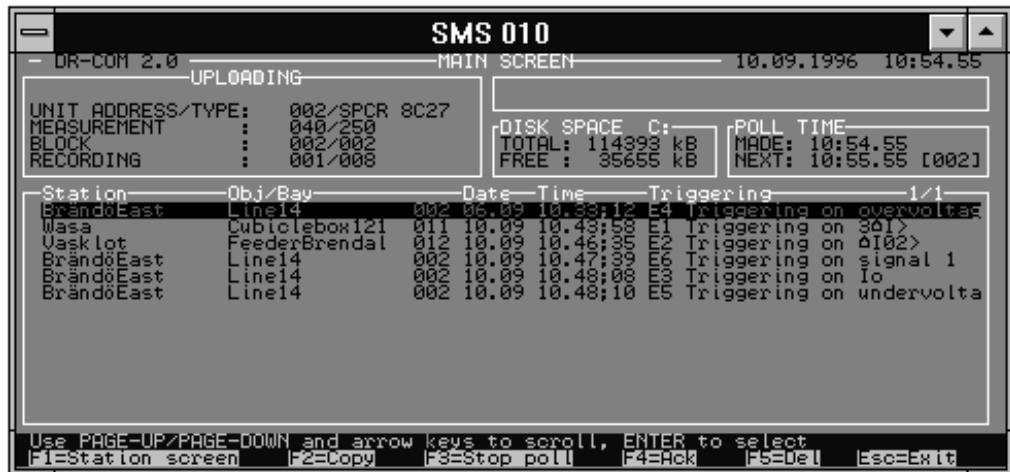 SMS 010
DR-COM 2.0 MAIN SCREEN 10.09.1996 10:54.55
UPLOADING
UNIT ADDRESS/TYPE: 002/SPCR 8C27
MEASUREMENT : 040/250
BLOCK : 002/002
RECORDING : 001/008
DISK SPACE C:
TOTAL: 114393 kB
FREE : 35655 kB
POLL TIME
MADE: 10:54.55
NEXT: 10:55.55 [002]
Station Obj/Bay Date Time Triggering 1/1
BrändöEast Line14 002 06.09 10.33;12 E4 Triggering on overvoltag
Wasa Cubiclebox121 011 10.09 10.43;58 E1 Triggering on 3ΔI>
Vasklot FeederBrendal 012 10.09 10.46;35 E2 Triggering on ΔI02>
BrändöEast Line14 002 10.09 10.47;39 E6 Triggering on signal 1
BrändöEast Line14 002 10.09 10.48;08 E3 Triggering on Io
BrändöEast Line14 002 10.09 10.48;10 E5 Triggering on undervolta
Use PAGE-UP/PAGE-DOWN and arrow keys to scroll, ENTER to select
F1=Station screen F2=Copy F3=Stop poll F4=Ack F5=Del Esc=Exit